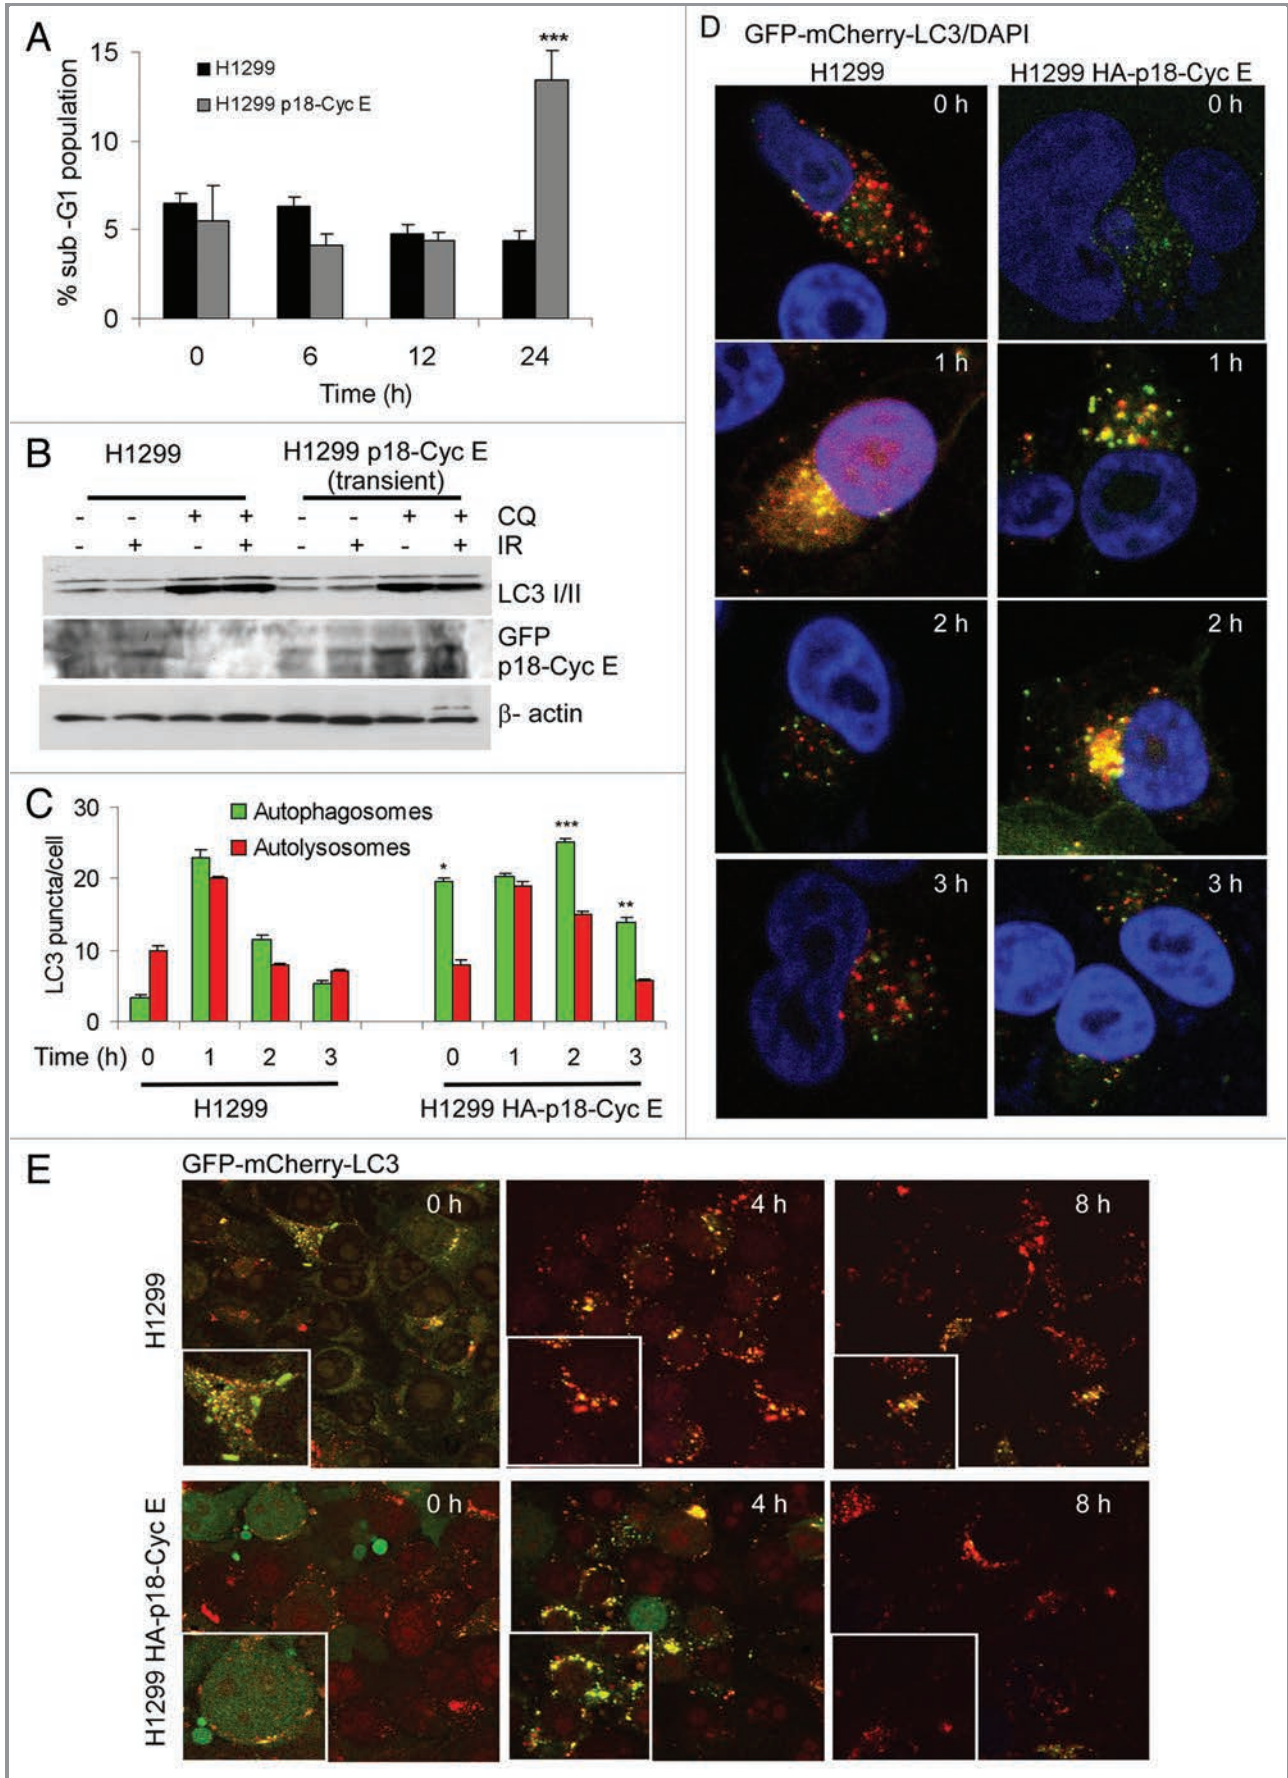 A
15
***
H1299
H1299 p18-Cyc E
10
5
0
% sub -G1 population
0 6 12 24
Time (h)
B
H1299
H1299 p18-Cyc E
(transient)
- - + + - - + + CQ
- + - + - + - + IR
LC3 I/II
GFP
p18-Cyc E
β- actin
C
30
Autophagosomes
***
Autolysosomes
20
*
**
10
0
LC3 puncta/cell
Time (h) 0 1 2 3 0 1 2 3
H1299 H1299 HA-p18-Cyc E
D
GFP-mCherry-LC3/DAPI
H1299 H1299 HA-p18-Cyc E
0 h 0 h
1 h 1 h
2 h 2 h
3 h 3 h
E
GFP-mCherry-LC3
H1299
0 h 4 h 8 h
H1299 HA-p18-Cyc E
0 h 4 h 8 h